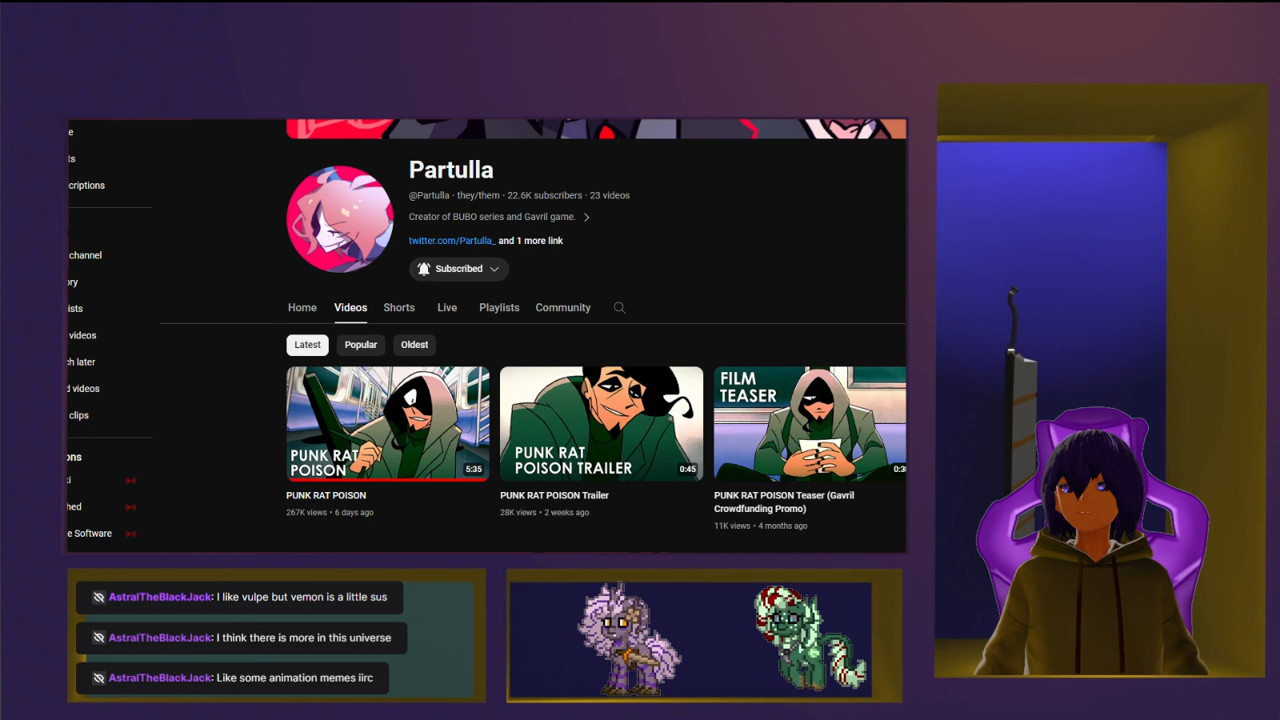 e
ts
criptions
channel
ory
ists
videos
ch later
d videos
clips
ons
ki
hed
e Software
Partulla
@Partulla · they/them · 22.6K subscribers · 23 videos
Creator of BUBO series and Gavril game.
twitter.com/Partulla_ and 1 more link
Subscribed
Home Videos Shorts Live Playlists Community
Latest Popular Oldest
PUNK RAT
POISON
5:35
PUNK RAT
POISON TRAILER
0:45
FILM
TEASER
0:3
PUNK RAT POISON
267K views • 6 days ago
PUNK RAT POISON Trailer
28K views • 2 weeks ago
PUNK RAT POISON Teaser (Gavril
Crowdfunding Promo)
11K views • 4 months ago
AstralTheBlackJack: I like vulpe but vemon is a little sus
AstralTheBlackJack: I think there is more in this universe
AstralTheBlackJack: Like some animation memes iirc